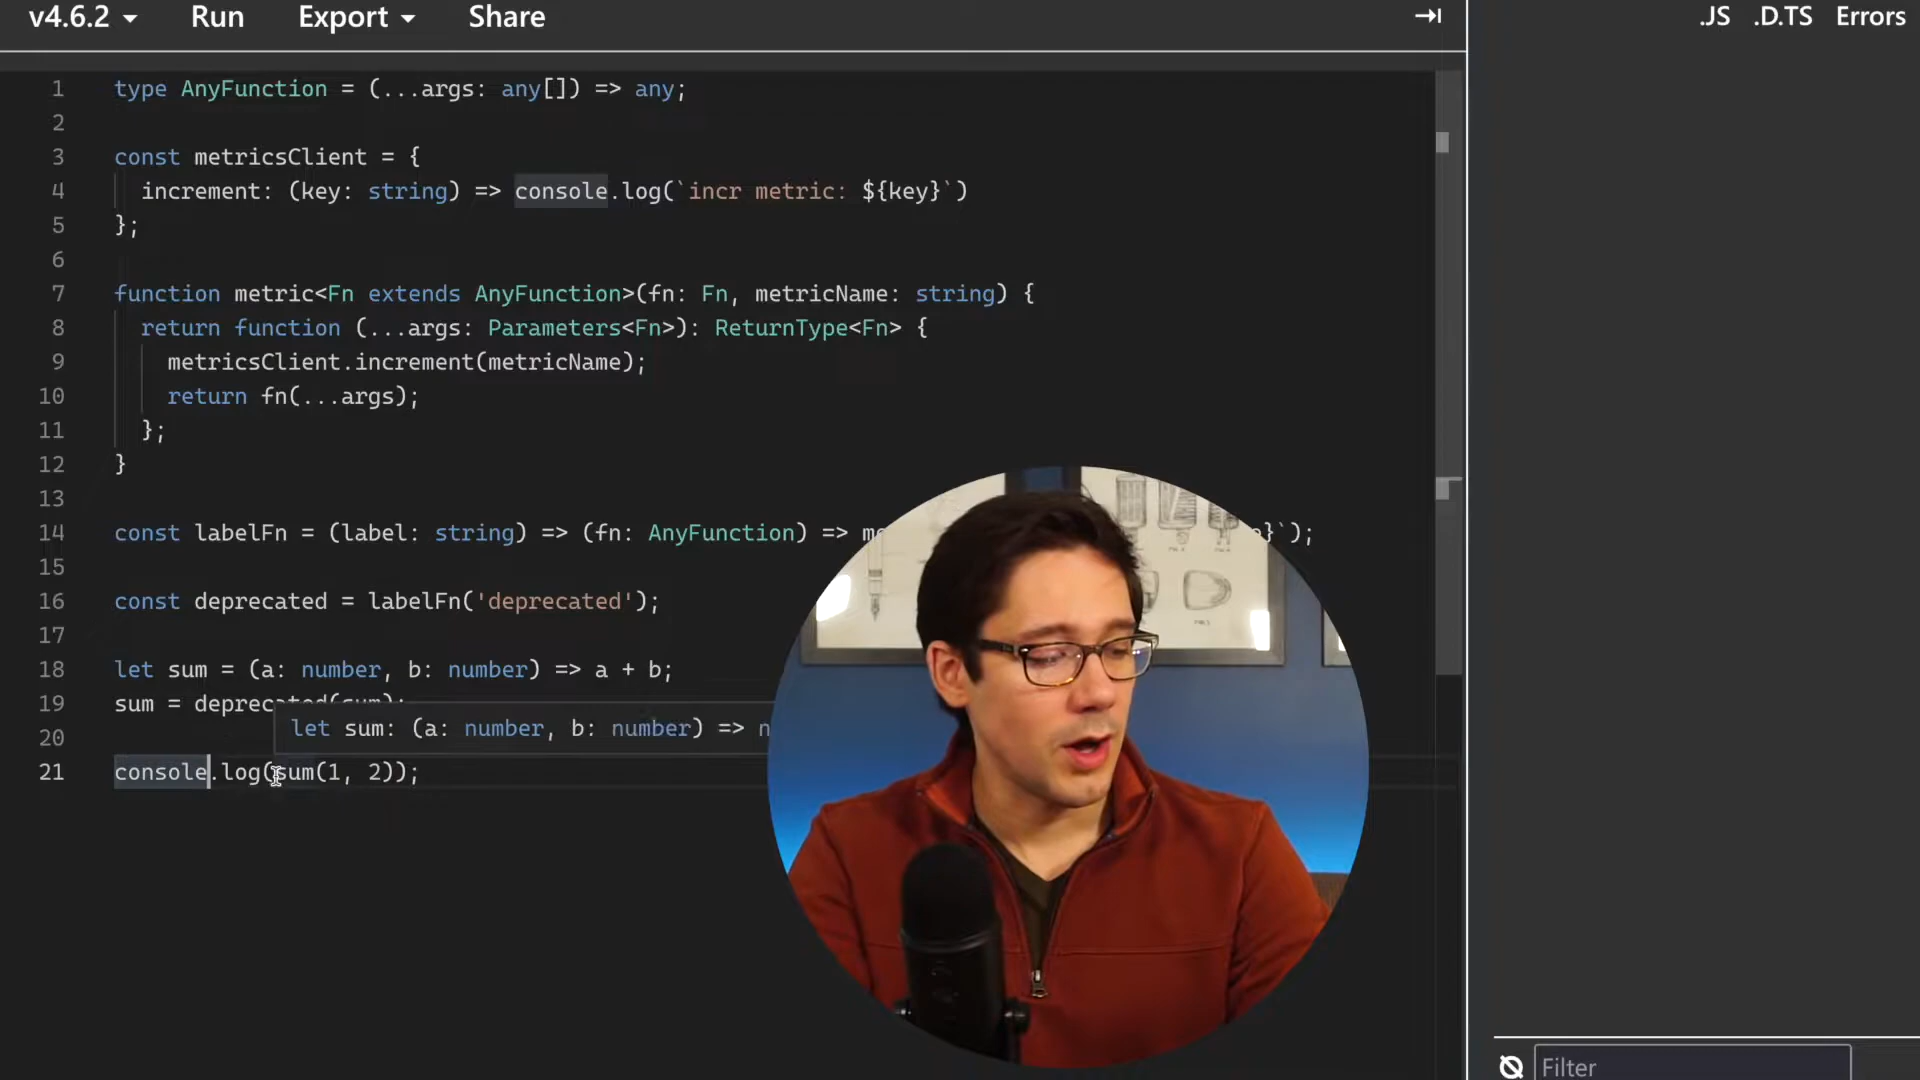 v4.6.2 Run Export Share .JS .D.TS Errors
1 type AnyFunction = (...args: any[]) => any;
2
3 const metricsClient = {
4 increment: (key: string) => console.log(`incr metric: ${key}`)
5 };
6
7 function metric<Fn extends AnyFunction>(fn: Fn, metricName: string) {
8 return function (...args: Parameters<Fn>): ReturnType<Fn> {
9 metricsClient.increment(metricName);
10 return fn(...args);
11 };
12 }
13
14 const labelFn = (label: string) => (fn: AnyFunction) => }`);
15
16 const deprecated = labelFn('deprecated');
17
18 let sum = (a: number, b: number) => a + b;
19 sum = deprecated(sum);
let sum: (a: number, b: number) =>
20
21 console.log(sum(1, 2));
Filter